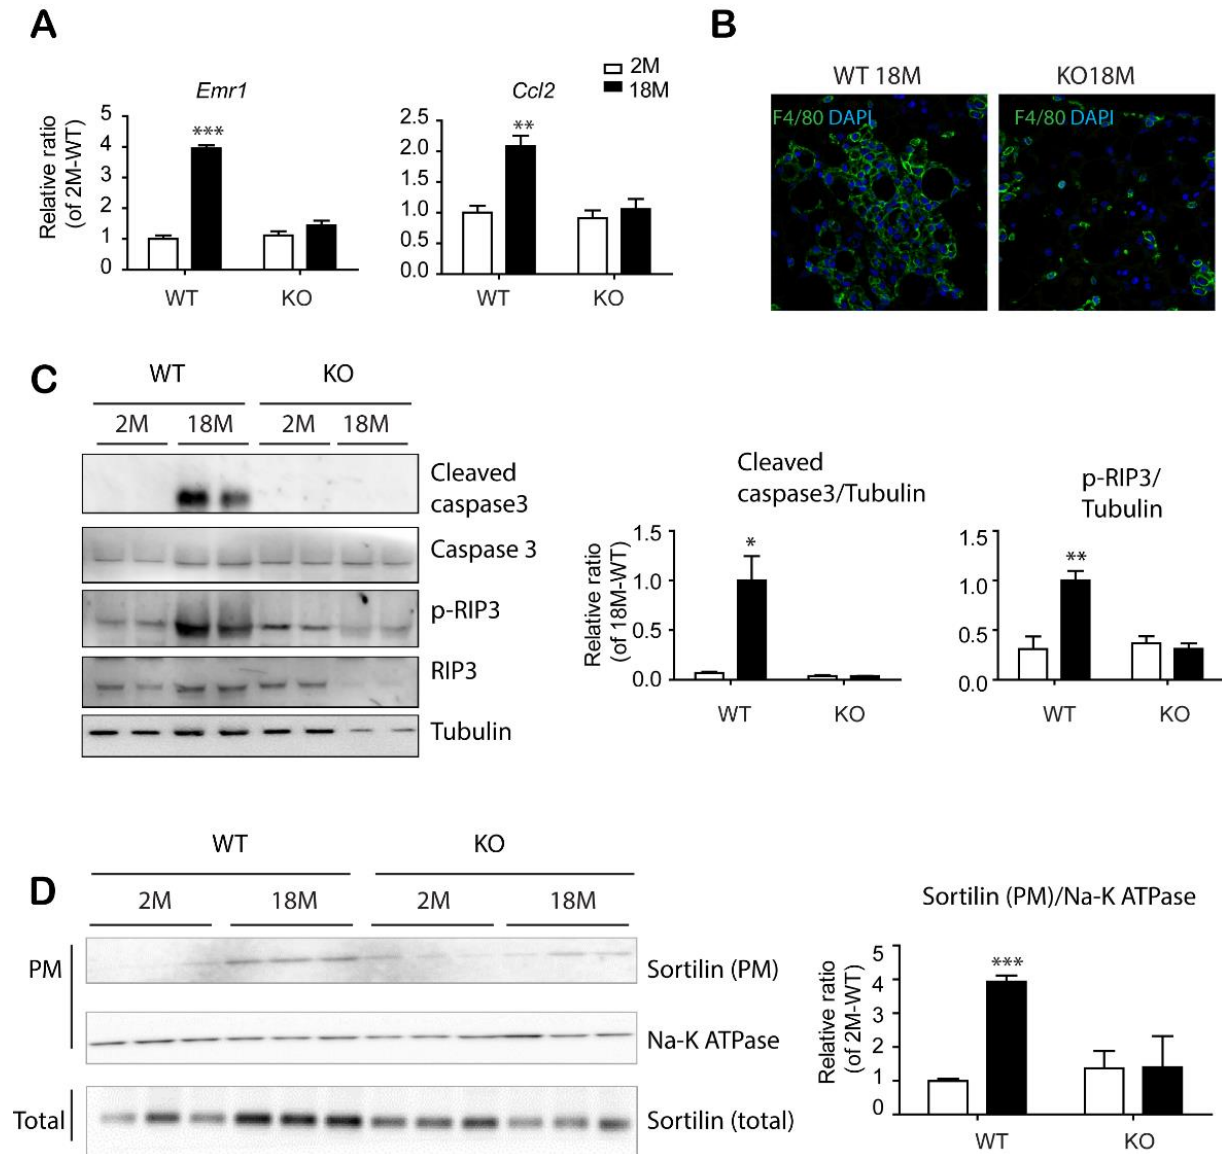 A
Emr1
Relative ratio
(of 2M-WT)
5
4
3
2
1
0
***
WT
KO
Ccl2
2M
18M
2.5
2.0
1.5
1.0
0.5
0.0
**
WT
KO
B
WT 18M
KO18M
F4/80 DAPI
F4/80 DAPI
C
WT
KO
2M
18M
2M
18M
Cleaved
caspase3
Caspase 3
p-RIP3
RIP3
Tubulin
Cleaved
caspase3/Tubulin
Relative ratio
(of 18M-WT)
1.5
1.0
0.5
0.0
*
WT
KO
p-RIP3/
Tubulin
1.5
1.0
0.5
0.0
**
WT
KO
D
WT
KO
2M
18M
2M
18M
PM
Sortilin (PM)
Na-K ATPase
Total
Sortilin (total)
Sortilin (PM)/Na-K ATPase
Relative ratio
(of 2M-WT)
5
4
3
2
1
0
***
WT
KO